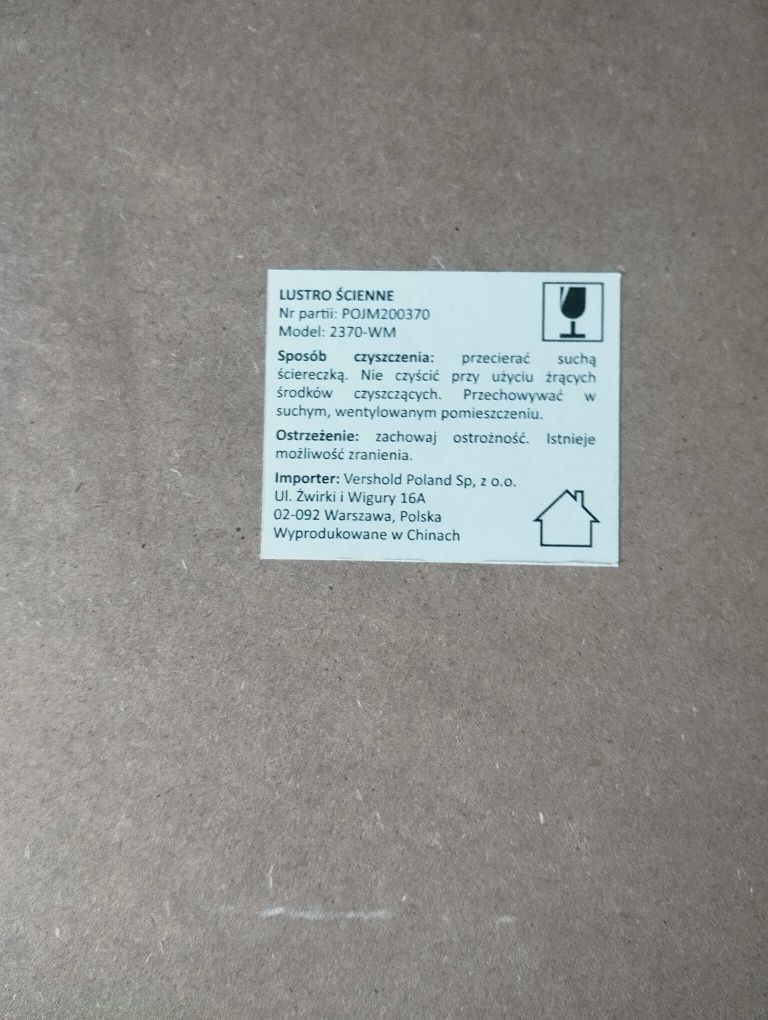 LUSTRO ŚCIENNE
Nr partii: POJM200370
Model: 2370-WM
Sposób czyszczenia: przecierać suchą
ściereczką. Nie czyścić przy użyciu żrących
środków czyszczących. Przechowywać w
suchym, wentylowanym pomieszczeniu.
Ostrzeżenie: zachowaj ostrożność. Istnieje
możliwość zranienia.
Importer: Vershold Poland Sp, z o.o.
Ul. Żwirki i Wigury 16A
02-092 Warszawa, Polska
Wyprodukowane w Chinach